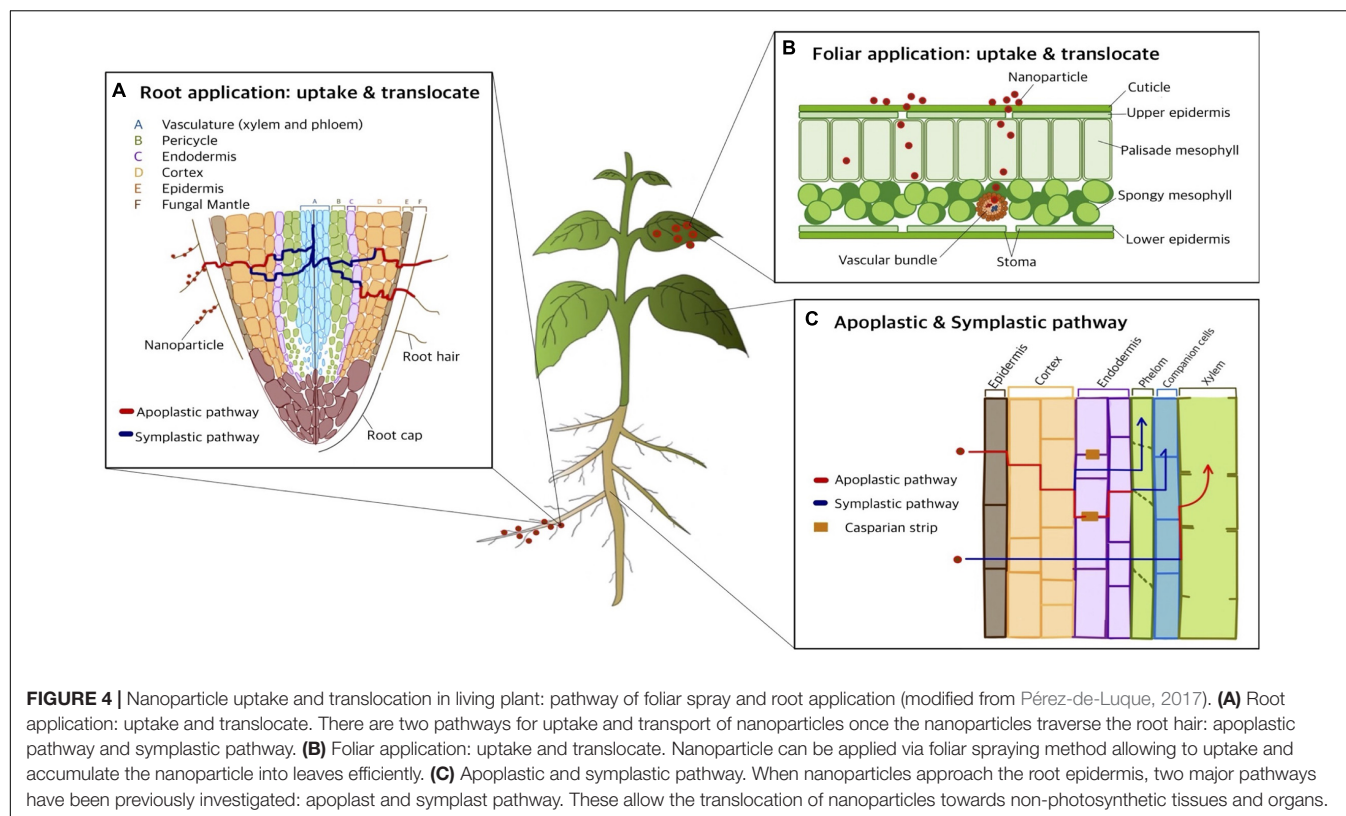 A Root application: uptake & translocate
A Vasculature (xylem and phloem)
B Pericycle
C Endodermis
D Cortex
E Epidermis
F Fungal Mantle
A B C D E F
Nanoparticle
Root hair
Apoplastic pathway
Symplastic pathway
Root cap
B Foliar application: uptake & translocate
Nanoparticle
Cuticle
Upper epidermis
Palisade mesophyll
Spongy mesophyll
Lower epidermis
Vascular bundle
Stoma
C Apoplastic & Symplastic pathway
Epidermis
Cortex
Endodermis
Phelom
Companion cells
Xylem
Apoplastic pathway
Symplastic pathway
Casparian strip
FIGURE 4 | Nanoparticle uptake and translocation in living plant: pathway of foliar spray and root application (modified from Pérez-de-Luque, 2017). (A) Root
application: uptake and translocate. There are two pathways for uptake and transport of nanoparticles once the nanoparticles traverse the root hair: apoplastic
pathway and symplastic pathway. (B) Foliar application: uptake and translocate. Nanoparticle can be applied via foliar spraying method allowing to uptake and
accumulate the nanoparticle into leaves efficiently. (C) Apoplastic and symplastic pathway. When nanoparticles approach the root epidermis, two major pathways
have been previously investigated: apoplast and symplast pathway. These allow the translocation of nanoparticles towards non-photosynthetic tissues and organs.